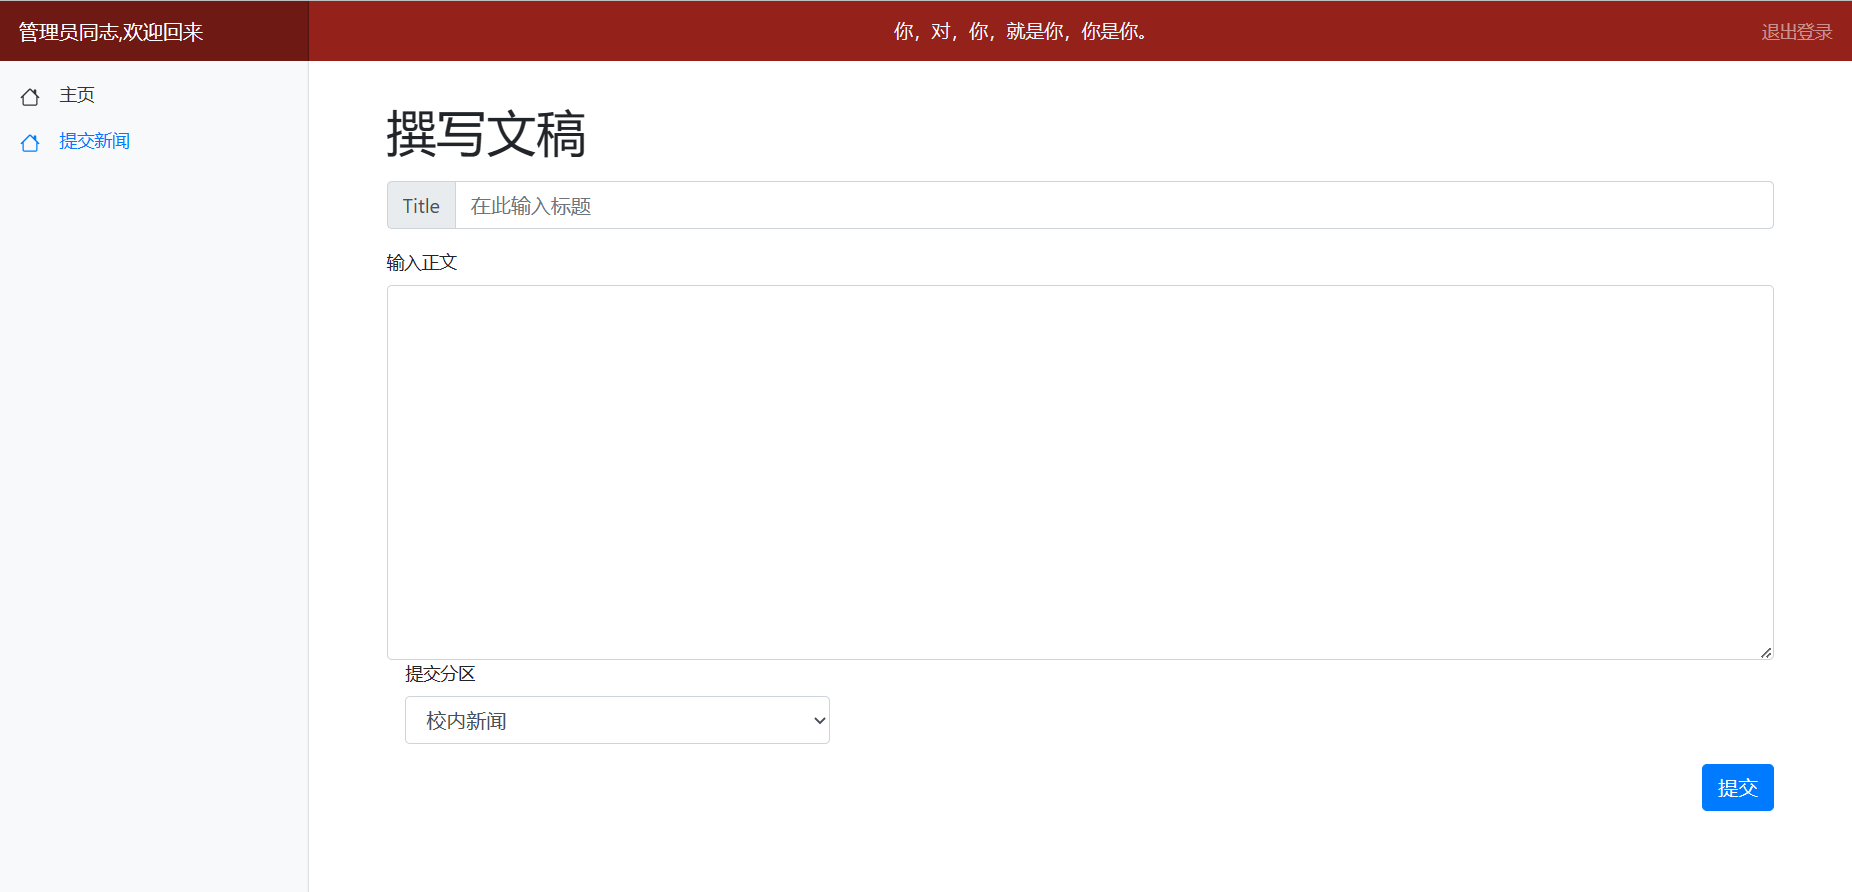 管理员同志,欢迎回来
你，对，你，就是你，你是你。
退出登录
主页
提交新闻
撰写文稿
Title 在此输入标题
输入正文
提交分区
校内新闻
提交